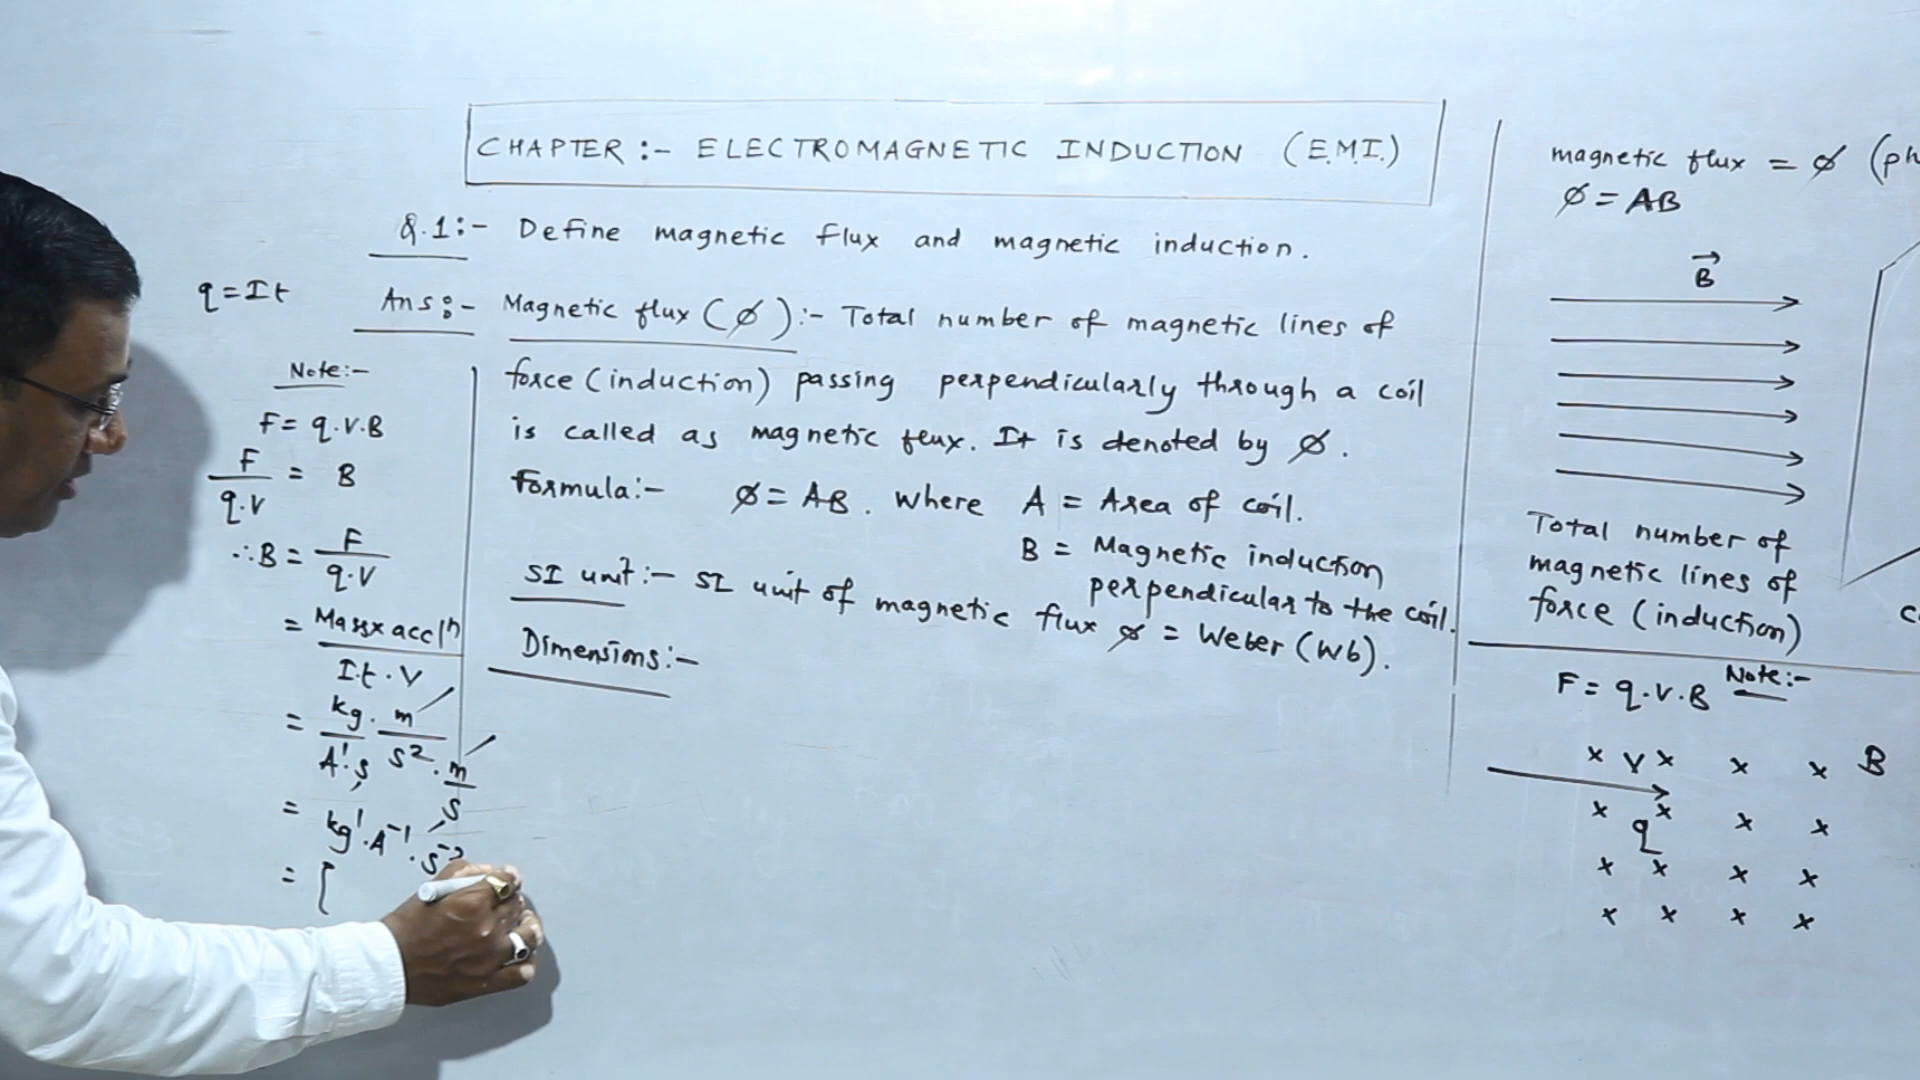 CHAPTER :- ELECTROMAGNETIC INDUCTION (E.M.I.)
Q.1:- Define magnetic flux and magnetic induction.
Ans:- Magnetic flux (ϕ) :- Total number of magnetic lines of
force (induction) passing perpendicularly through a coil
is called as magnetic flux. It is denoted by ϕ.
Formula:- ϕ = AB. where A = Area of coil.
B = Magnetic induction
perpendicular to the coil.
SI unit :- SI unit of magnetic flux ϕ = Weber (Wb).
Dimensions:-
q = It
Note:-
F = q.V.B
F/q.V = B
∴ B = F/q.V
= Mass x accⁿ / I.t.V
= kg/A¹.s . m/s² . m/s
= kg¹.A⁻¹.s⁻²
= [
magnetic flux = ϕ
ϕ = AB
B⃗
Total number of
magnetic lines of
force (induction)
Note:-
F = q.V.B
x V x x x B
x x x x
q
x x x x
x x x x